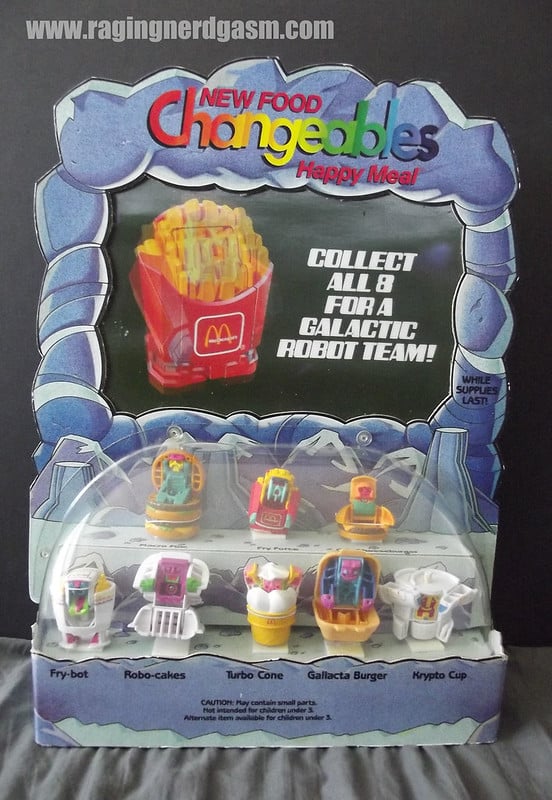 www.ragingnerdgasm.com
NEW FOOD
Changeables
Happy Meal
COLLECT
ALL 8
FOR A
GALACTIC
ROBOT TEAM!
WHILE
SUPPLIES
LAST!
Fry Force
Fry-bot Robo-cakes Turbo Cone Gallacta Burger Krypto Cup
CAUTION: May contain small parts.
Not intended for children under 3.
Alternate item available for children under 3.